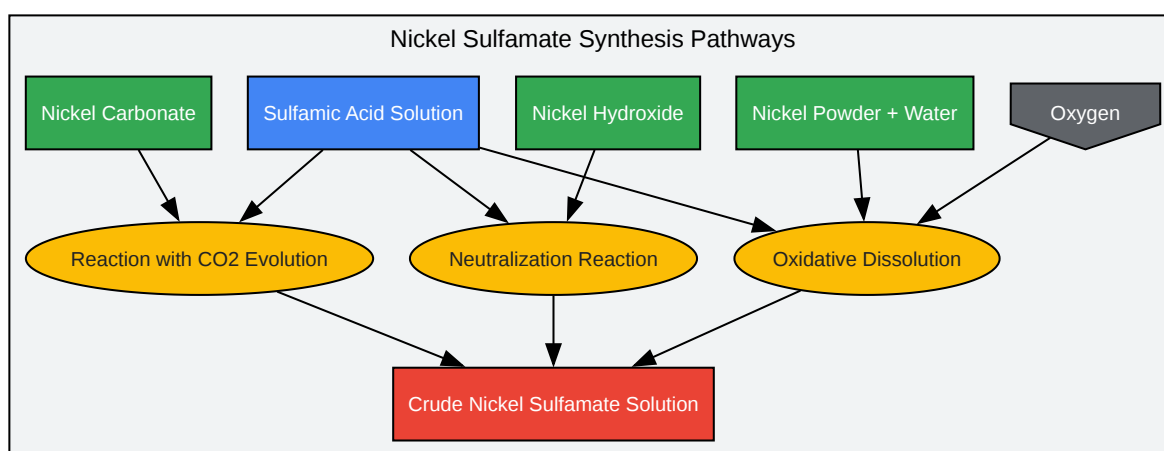 Nickel Sulfamate Synthesis Pathways
Nickel Carbonate
Sulfamic Acid Solution
Nickel Hydroxide
Nickel Powder + Water
Oxygen
Reaction with CO2 Evolution
Neutralization Reaction
Oxidative Dissolution
Crude Nickel Sulfamate Solution